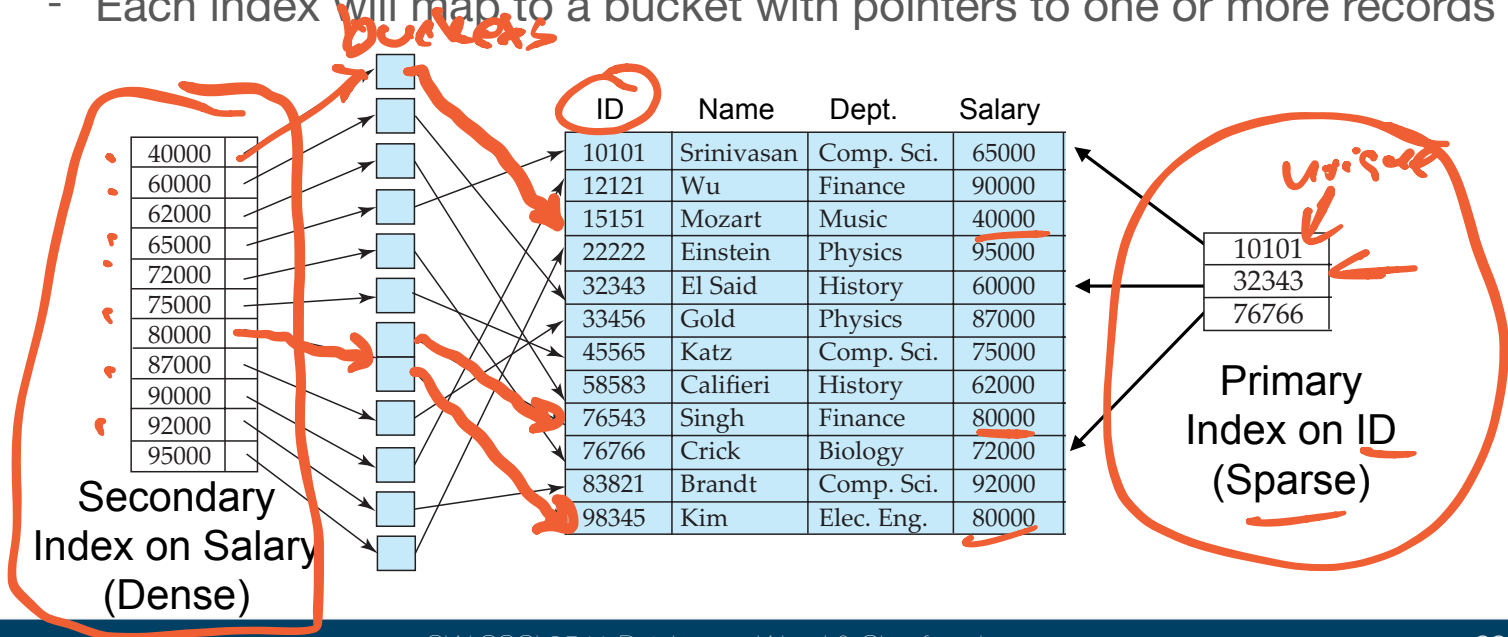 - Each index will map to a bucket with pointers to one or more records
buckets
40000
60000
62000
65000
72000
75000
80000
87000
90000
92000
95000
Secondary
Index on Salary
(Dense)
ID Name Dept. Salary
10101 Srinivasan Comp. Sci. 65000
12121 Wu Finance 90000
15151 Mozart Music 40000
22222 Einstein Physics 95000
32343 El Said History 60000
33456 Gold Physics 87000
45565 Katz Comp. Sci. 75000
58583 Califieri History 62000
76543 Singh Finance 80000
76766 Crick Biology 72000
83821 Brandt Comp. Sci. 92000
98345 Kim Elec. Eng. 80000
10101
32343
76766
Primary
Index on ID
(Sparse)